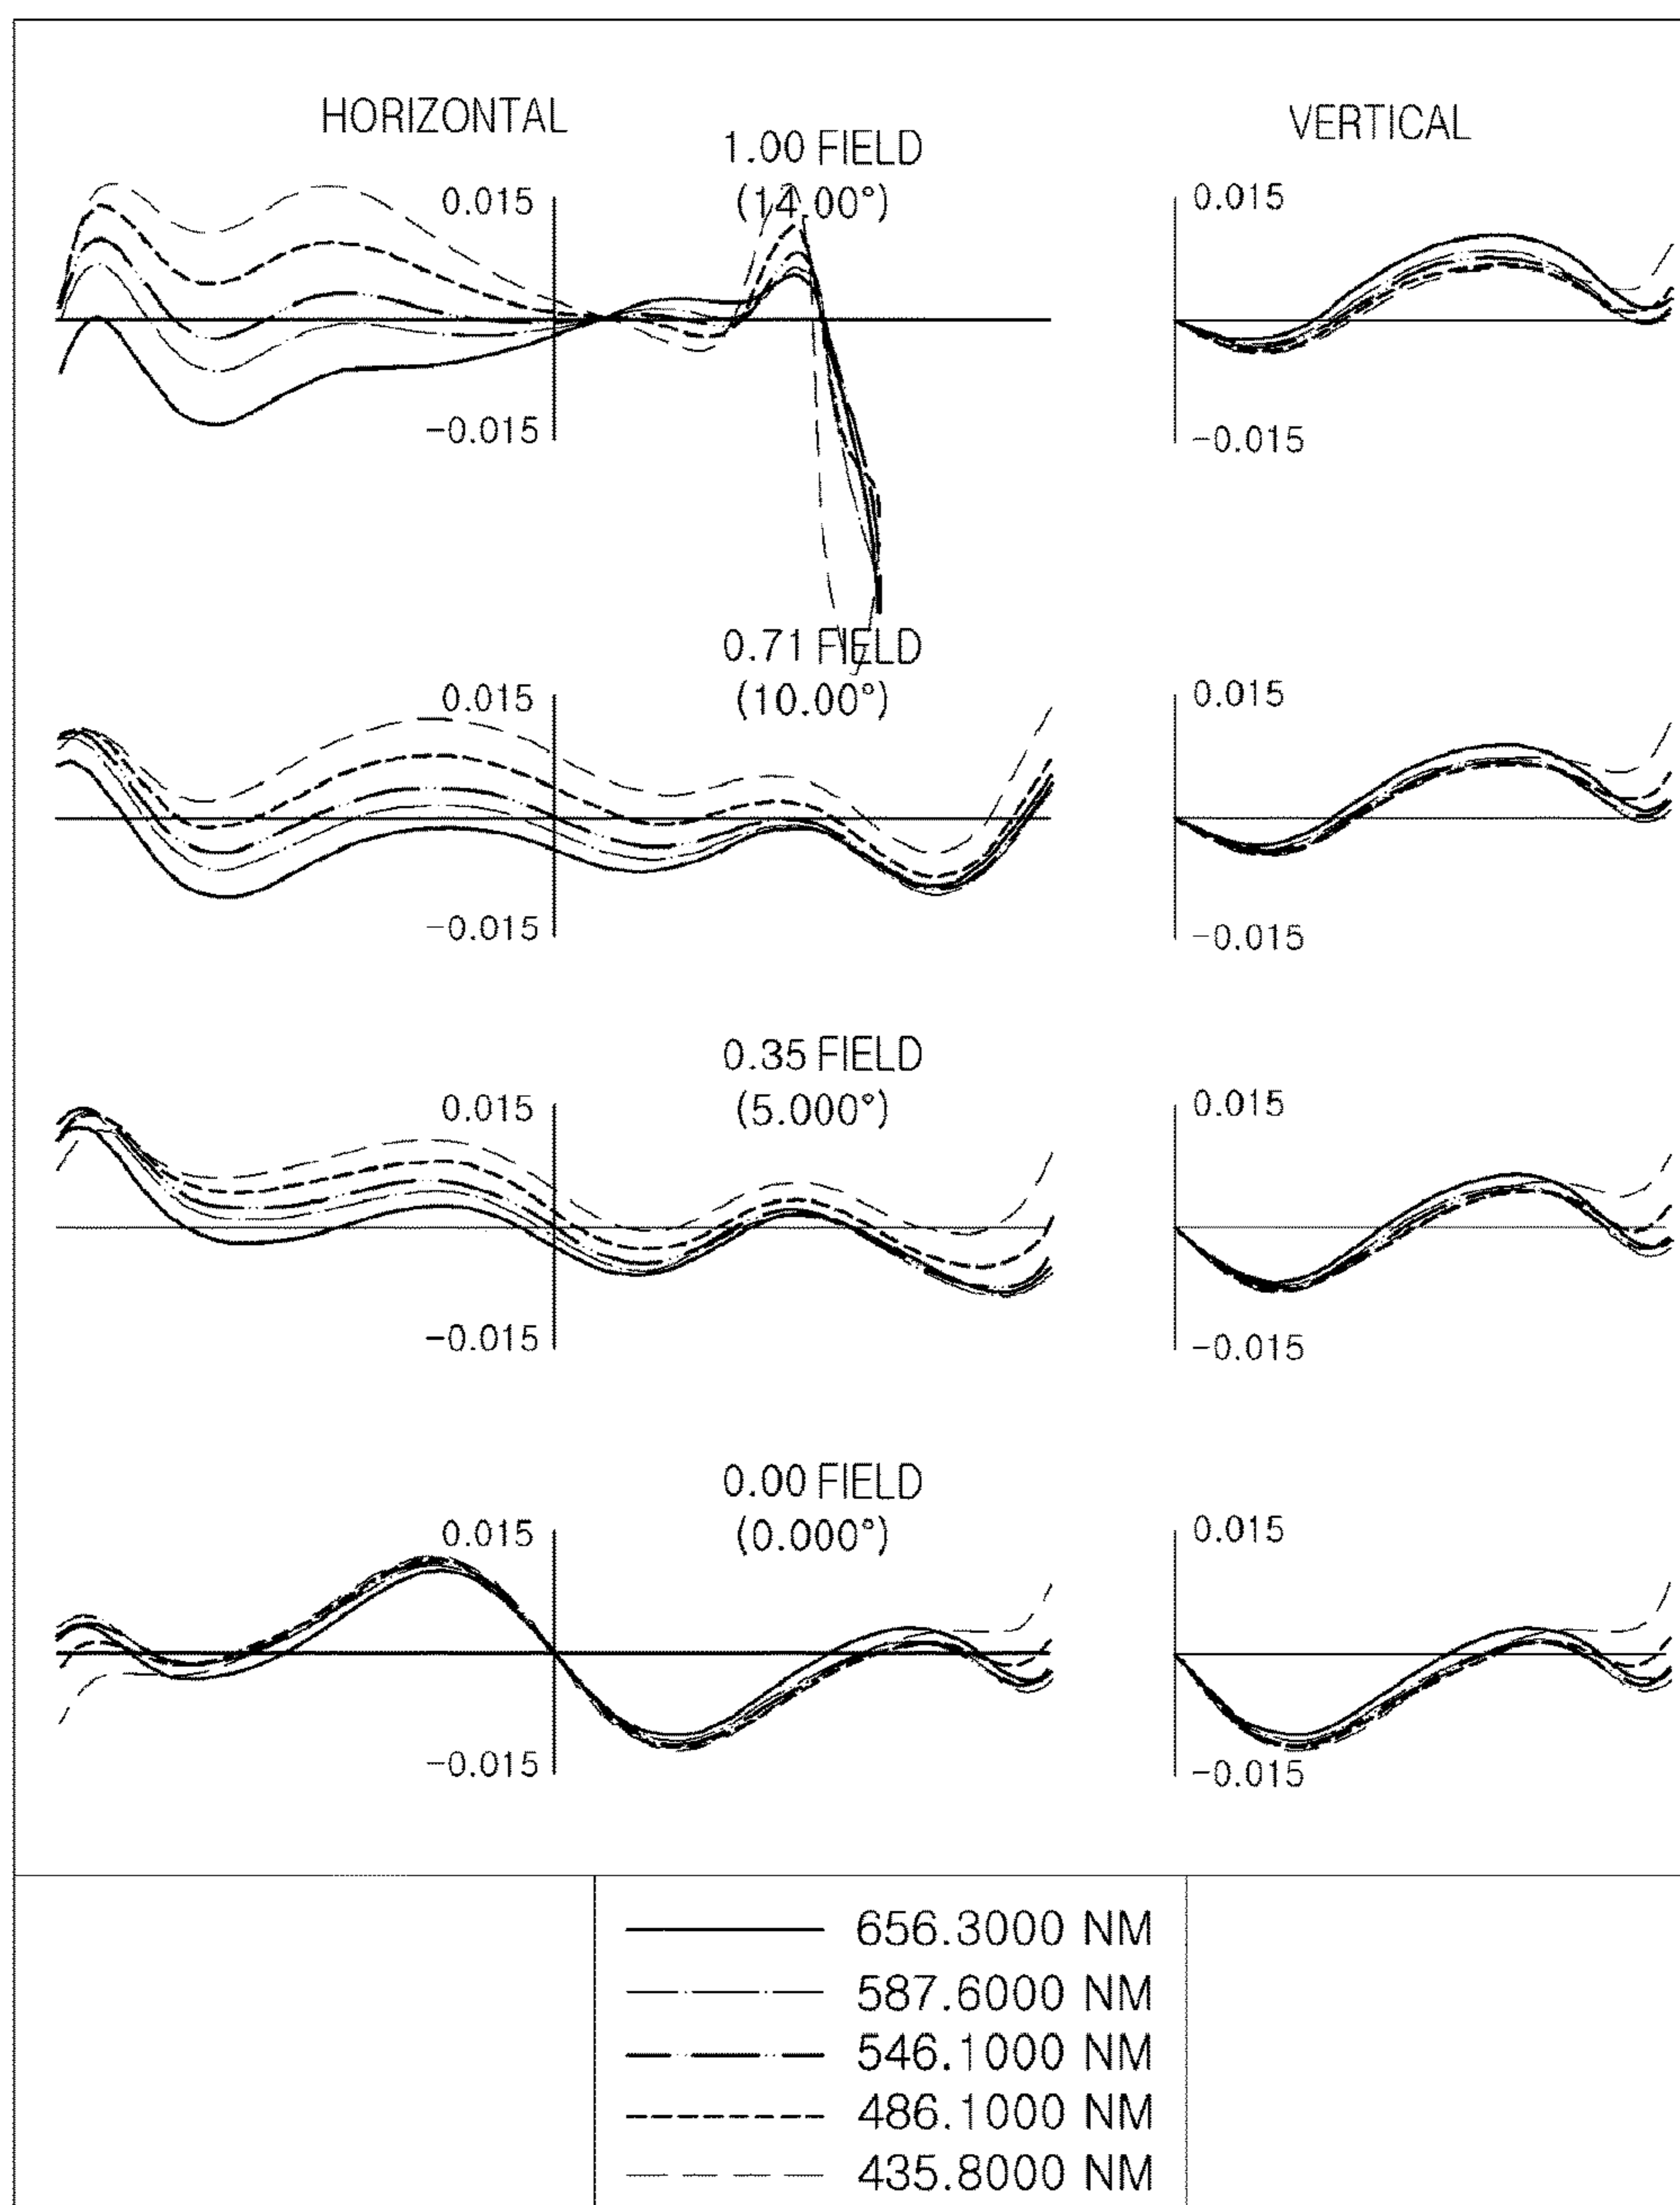 HORIZONTAL
VERTICAL
1.00 FIELD
(14.00°)
0.015
-0.015
0.015
-0.015
0.71 FIELD
(10.00°)
0.015
-0.015
0.015
-0.015
0.35 FIELD
(5.000°)
0.015
-0.015
0.015
-0.015
0.00 FIELD
(0.000°)
0.015
-0.015
0.015
-0.015
656.3000 NM
587.6000 NM
546.1000 NM
486.1000 NM
435.8000 NM